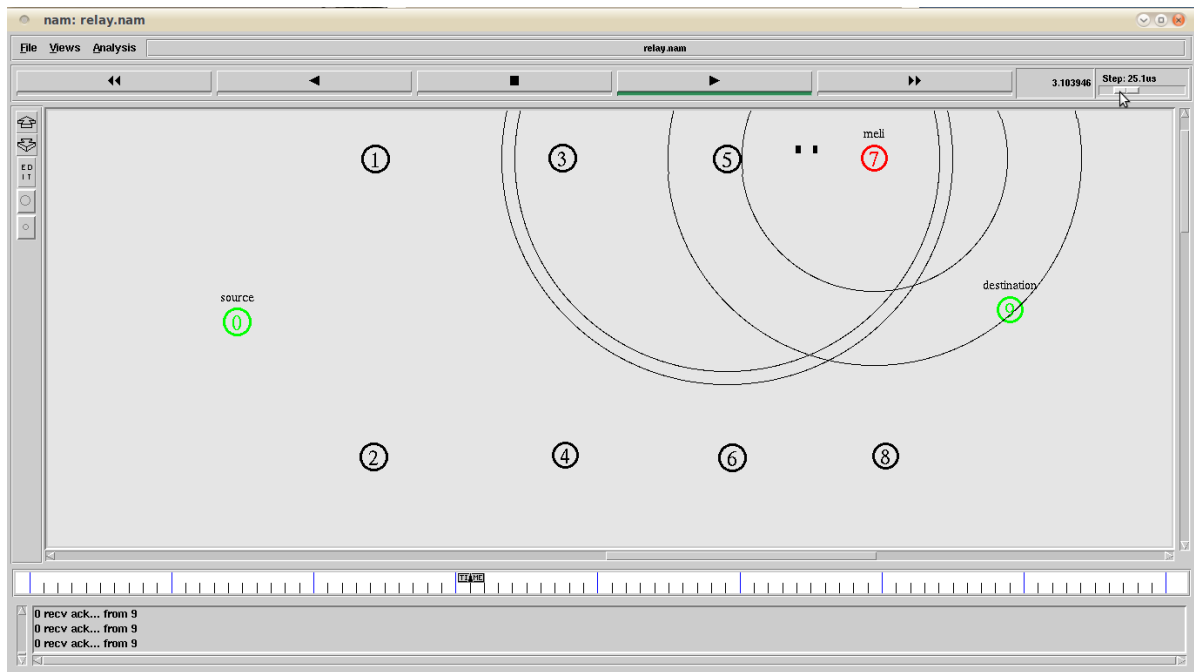 nam: relay.nam
File Views Analysis relay.nam
3.103946 Step: 25.1us
E D
I T
meli
1 3 5 7
source destination
0 9
2 4 6 8
TIME
0 recv ack... from 9
0 recv ack... from 9
0 recv ack... from 9